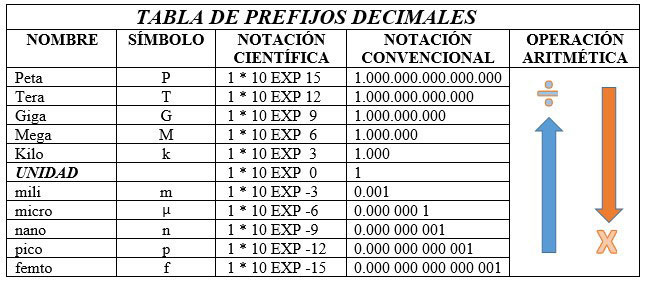 TABLA DE PREFIJOS DECIMALES
NOMBRE SÍMBOLO NOTACIÓN CIENTÍFICA NOTACIÓN CONVENCIONAL OPERACIÓN ARITMÉTICA
Peta P 1 * 10 EXP 15 1.000.000.000.000.000
Tera T 1 * 10 EXP 12 1.000.000.000.000
Giga G 1 * 10 EXP 9 1.000.000.000
Mega M 1 * 10 EXP 6 1.000.000
Kilo k 1 * 10 EXP 3 1.000
UNIDAD 1 * 10 EXP 0 1
mili m 1 * 10 EXP -3 0.001
micro µ 1 * 10 EXP -6 0.000 000 1
nano n 1 * 10 EXP -9 0.000 000 001
pico p 1 * 10 EXP -12 0.000 000 000 001
femto f 1 * 10 EXP -15 0.000 000 000 000 001
÷
X